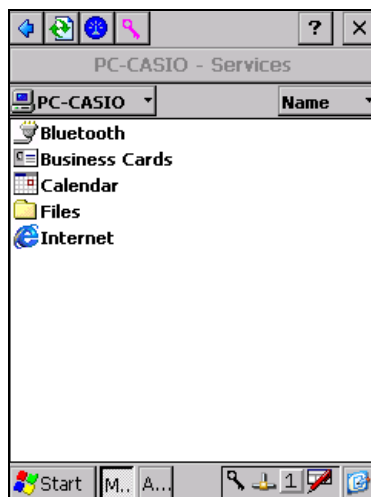 ? ×
PC-CASIO - Services
PC-CASIO Name
Bluetooth
Business Cards
Calendar
Files
Internet
Start M.. A... 1